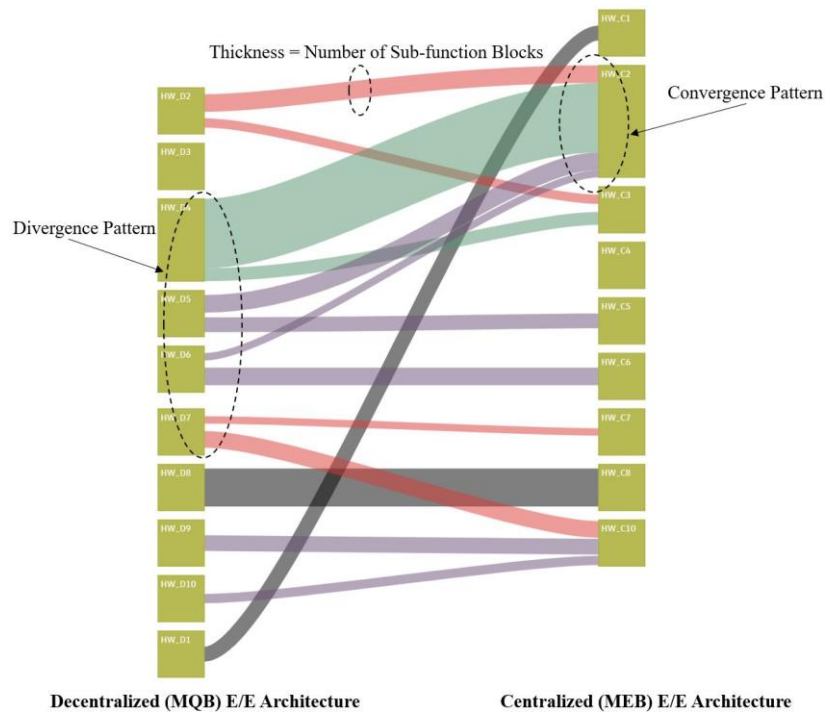 HW_C1
Thickness = Number of Sub-function Blocks
HW_C2
HW_D2
Convergence Pattern
HW_D3
HW_C3
HW_D4
Divergence Pattern
HW_C4
HW_D5
HW_C5
HW_D6
HW_C6
HW_D7
HW_C7
HW_D8
HW_C8
HW_D9
HW_C10
HW_D10
HW_D1
Decentralized (MQB) E/E Architecture
Centralized (MEB) E/E Architecture